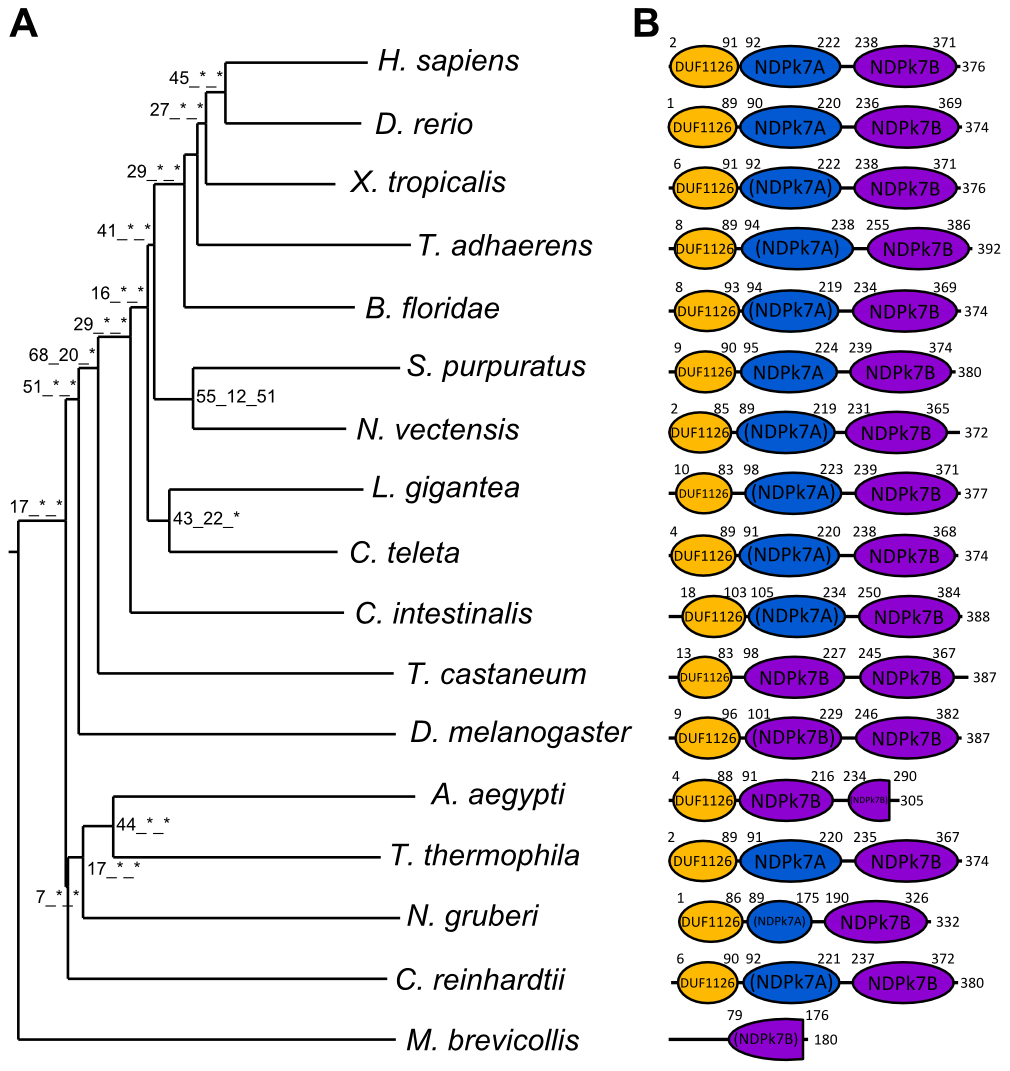 A
B
45_*_*
27_*_*
29_*_*
41_*_*
16_*_*
29_*_*
68_20_*
51_*_*
55_12_51
17_*_*
43_22_*
44_*_*
17_*_*
7_*_*
H. sapiens
2 91 92 222 238 371
DUF1126 NDPk7A NDPk7B 376
D. rerio
1 89 90 220 236 369
DUF1126 NDPk7A NDPk7B 374
X. tropicalis
6 91 92 222 238 371
DUF1126 (NDPk7A) NDPk7B 376
T. adhaerens
8 89 94 238 255 386
DUF1126 (NDPk7A) NDPk7B 392
B. floridae
8 93 94 219 234 369
DUF1126 (NDPk7A) NDPk7B 374
S. purpuratus
9 90 95 224 239 374
DUF1126 NDPk7A NDPk7B 380
N. vectensis
2 85 89 219 231 365
DUF1126 (NDPk7A) NDPk7B 372
L. gigantea
10 83 98 223 239 371
DUF1126 (NDPk7A) NDPk7B 377
C. teleta
4 89 91 220 238 368
DUF1126 (NDPk7A) NDPk7B 374
C. intestinalis
18 103 105 234 250 384
DUF1126 (NDPk7A) NDPk7B 388
T. castaneum
13 83 98 227 245 367
DUF1126 NDPk7B NDPk7B 387
D. melanogaster
9 96 101 229 246 382
DUF1126 (NDPk7B) NDPk7B 387
A. aegypti
4 88 91 216 234 290
DUF1126 NDPk7B (NDPk7B) 305
T. thermophila
2 89 91 220 235 367
DUF1126 NDPk7A NDPk7B 374
N. gruberi
1 86 89 175 190 326
DUF1126 (NDPk7A) NDPk7B 332
C. reinhardtii
6 90 92 221 237 372
DUF1126 (NDPk7A) NDPk7B 380
M. brevicollis
79 176
(NDPk7B) 180